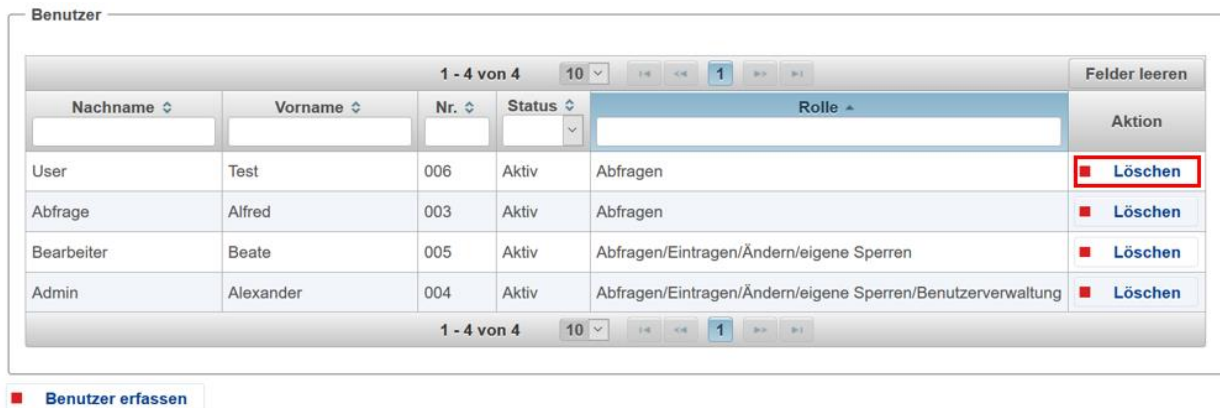 Benutzer
1 - 4 von 4 10 1 Felder leeren
Nachname Vorname Nr. Status Rolle Aktion
User Test 006 Aktiv Abfragen Löschen
Abfrage Alfred 003 Aktiv Abfragen Löschen
Bearbeiter Beate 005 Aktiv Abfragen/Eintragen/Ändern/eigene Sperren Löschen
Admin Alexander 004 Aktiv Abfragen/Eintragen/Ändern/eigene Sperren/Benutzerverwaltung Löschen
1 - 4 von 4 10 1
Benutzer erfassen